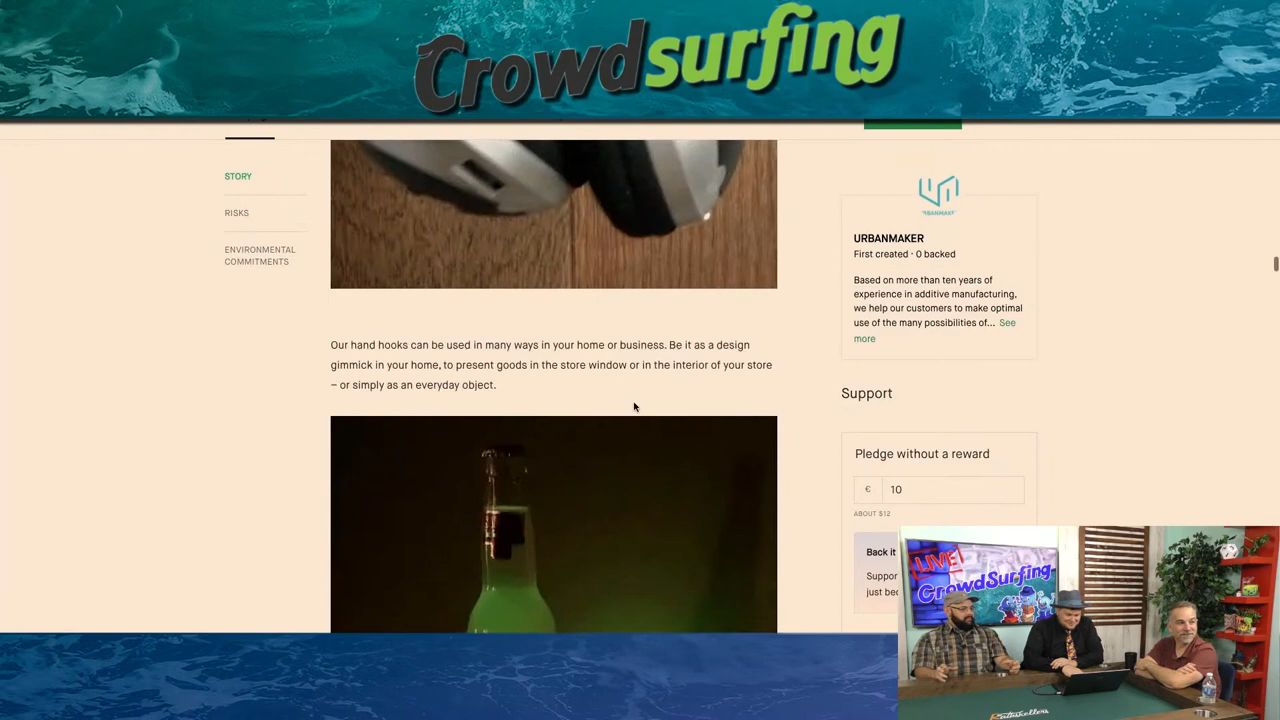 Crowdsurfing
STORY
RISKS
ENVIRONMENTAL
COMMITMENTS
Our hand hooks can be used in many ways in your home or business. Be it as a design
gimmick in your home, to present goods in the store window or in the interior of your store
– or simply as an everyday object.
URBANMAKER
First created · 0 backed
Based on more than ten years of
experience in additive manufacturing,
we help our customers to make optimal
use of the many possibilities of... See
more
Support
Pledge without a reward
€ 10
ABOUT $12
Back it
LIVE!
CrowdSurfing